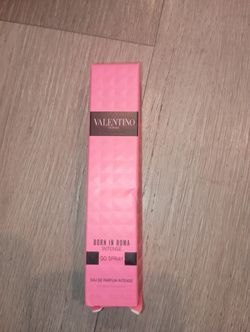 VALENTINO
BORN IN ROMA
INTENSE
GO SPRAY
EAU DE PARFUM INTENSE